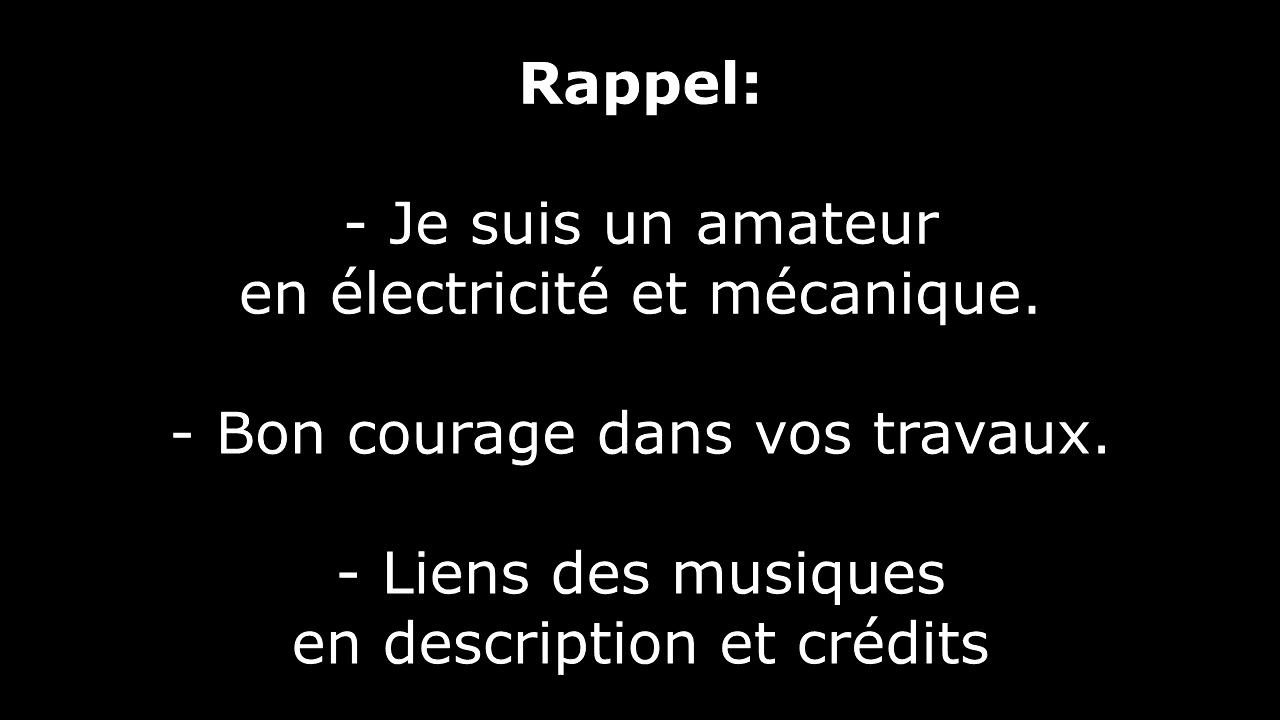 Rappel:
- Je suis un amateur
en électricité et mécanique.
- Bon courage dans vos travaux.
- Liens des musiques
en description et crédits